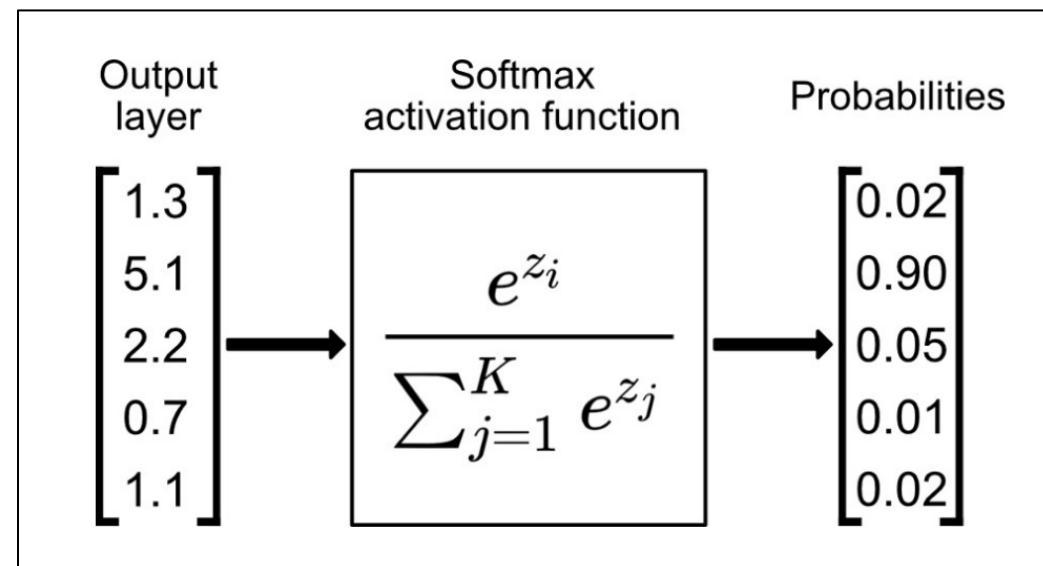 Output
layer
Softmax
activation function
Probabilities
1.3
5.1
2.2
0.7
1.1
e^{z_i}
∑_{j=1}^{K} e^{z_j}
0.02
0.90
0.05
0.01
0.02